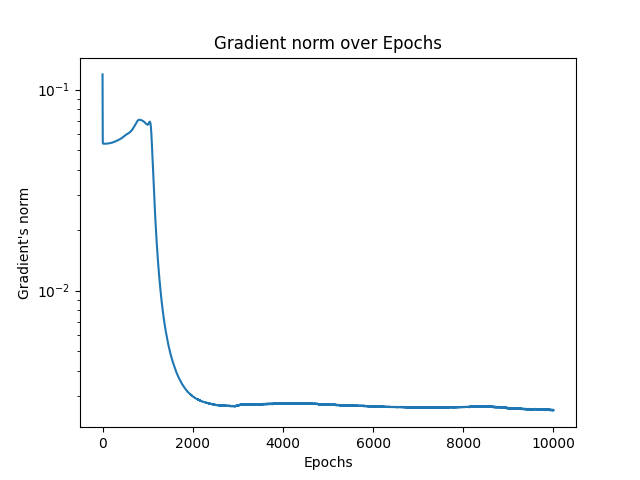 Gradient norm over Epochs
Gradient's norm
10⁻¹
10⁻²
0 2000 4000 6000 8000 10000
Epochs